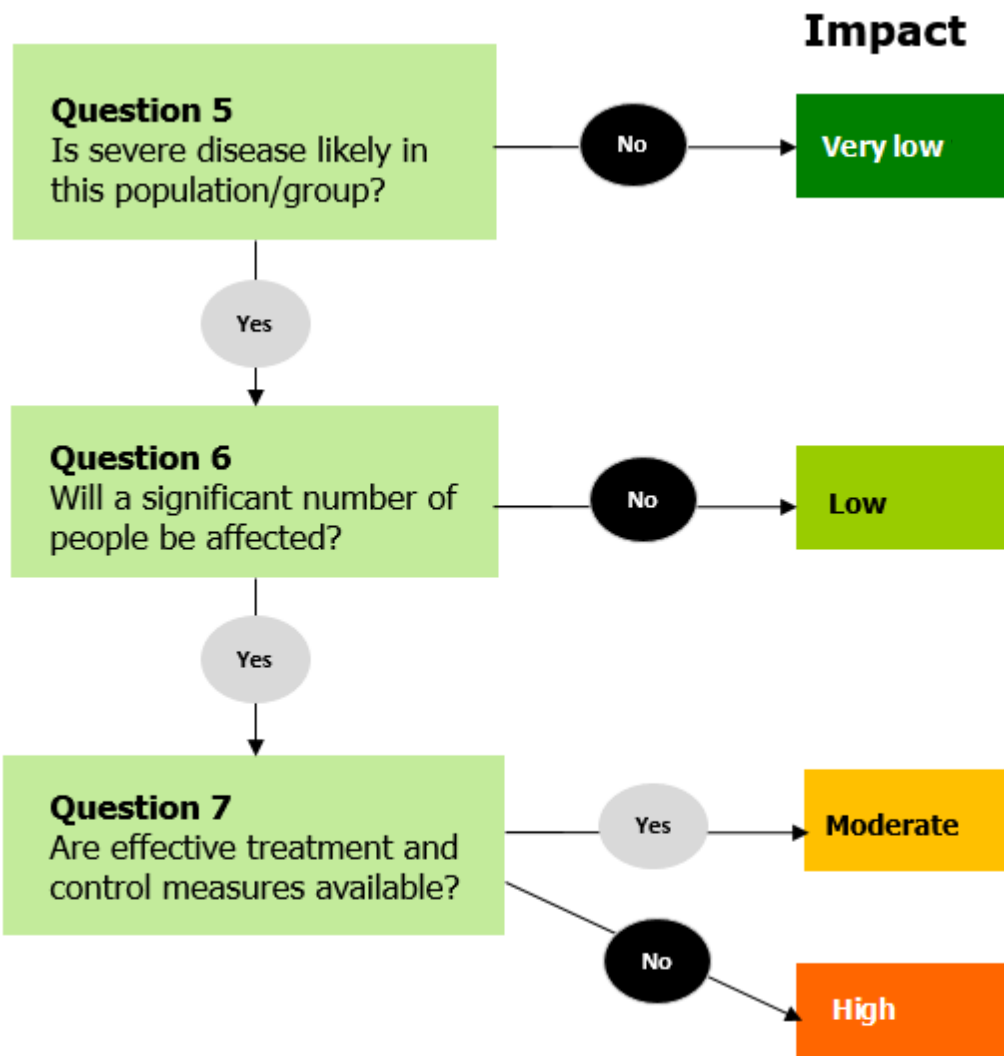 Impact
Question 5
Is severe disease likely in
this population/group?
No
Very low
Yes
Question 6
Will a significant number of
people be affected?
No
Low
Yes
Question 7
Are effective treatment and
control measures available?
Yes
Moderate
No
High